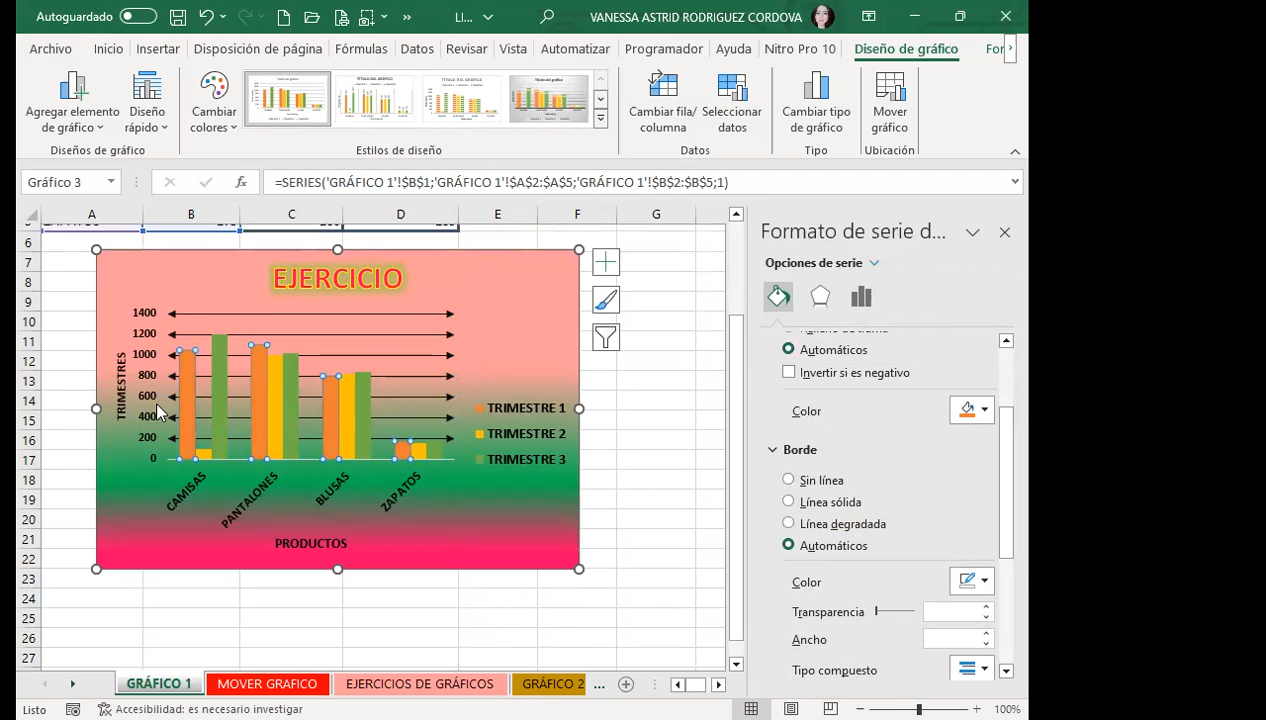 Autoguardado
LI...
VANESSA ASTRID RODRIGUEZ CORDOVA
Archivo Inicio Insertar Disposición de página Fórmulas Datos Revisar Vista Automatizar Programador Ayuda Nitro Pro 10 Diseño de gráfico
Agregar elemento de gráfico
Diseño rápido
Cambiar colores
Cambiar fila/ columna
Seleccionar datos
Cambiar tipo de gráfico
Mover gráfico
Diseños de gráfico Estilos de diseño Datos Tipo Ubicación
Gráfico 3
fx
=SERIES('GRÁFICO 1'!$B$1;'GRÁFICO 1'!$A$2:$A$5;'GRÁFICO 1'!$B$2:$B$5;1)
A B C D E F G
6
7
8
9
10
11
12
13
14
15
16
17
18
19
20
21
22
23
24
25
26
27
EJERCICIO
1400
1200
1000
800
600
400
200
0
TRIMESTRES
CAMISAS PANTALONES BLUSAS ZAPATOS
PRODUCTOS
TRIMESTRE 1
TRIMESTRE 2
TRIMESTRE 3
Formato de serie d...
Opciones de serie
Automáticos
Invertir si es negativo
Color
Borde
Sin línea
Línea sólida
Línea degradada
Automáticos
Color
Transparencia
Ancho
Tipo compuesto
GRÁFICO 1 MOVER GRAFICO EJERCICIOS DE GRÁFICOS GRÁFICO 2 ...
Listo
Accesibilidad: es necesario investigar
100%